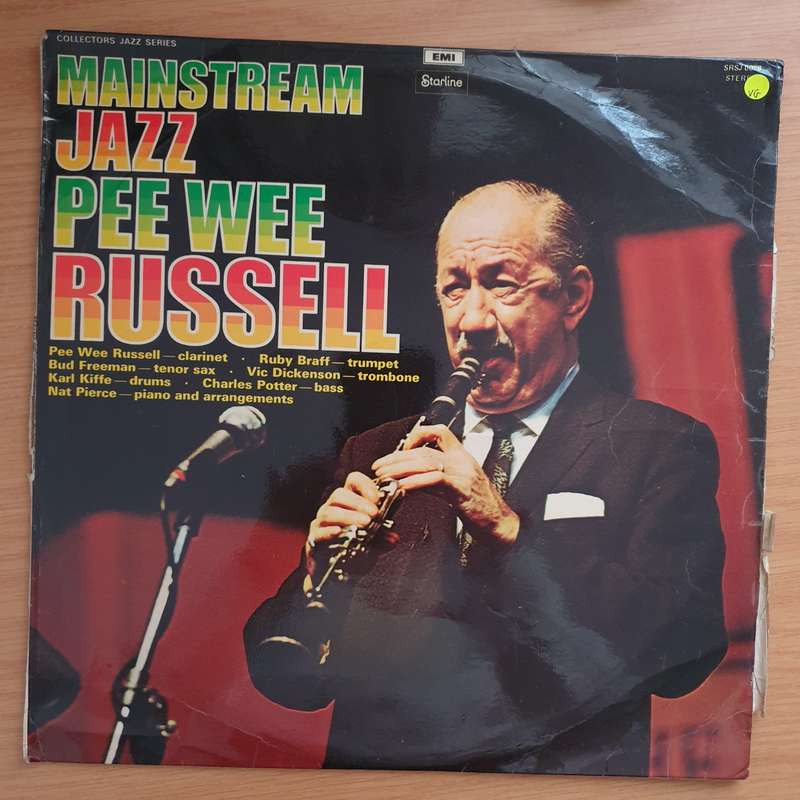 COLLECTORS JAZZ SERIES
EMI
Starline
STEREO
VG
MAINSTREAM
JAZZ
PEE WEE
RUSSELL
Pee Wee Russell—clarinet · Ruby Braff—trumpet
Bud Freeman—tenor sax · Vic Dickenson—trombone
Karl Kiffe—drums · Charles Potter—bass
Nat Pierce—piano and arrangements